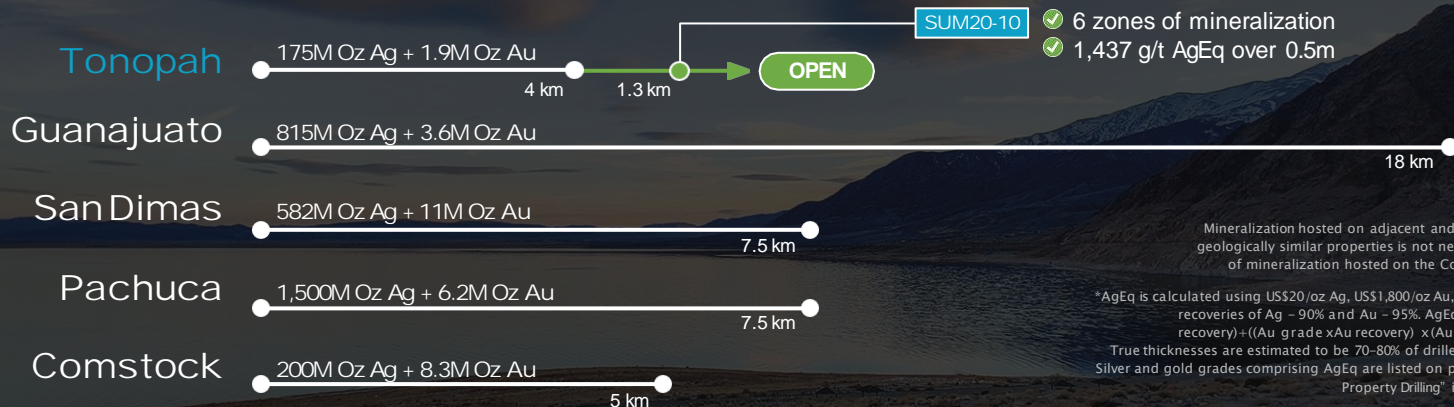 SUM20-10
6 zones of mineralization
1,437 g/t AgEq over 0.5m
Tonopah
175M Oz Ag + 1.9M Oz Au
4 km
1.3 km
OPEN
Guanajuato
815M Oz Ag + 3.6M Oz Au
18 km
San Dimas
582M Oz Ag + 11M Oz Au
7.5 km
Pachuca
1,500M Oz Ag + 6.2M Oz Au
7.5 km
Comstock
200M Oz Ag + 8.3M Oz Au
5 km
Mineralization hosted on adjacent and
geologically similar properties is not ne
of mineralization hosted on the Co
*AgEq is calculated using US$20/oz Ag, US$1,800/oz Au,
recoveries of Ag – 90% and Au – 95%. AgEq
recovery)+((Au grade xAu recovery) x(Au
True thicknesses are estimated to be 70-80% of drille
Silver and gold grades comprising AgEq are listed on p
Property Drilling" i